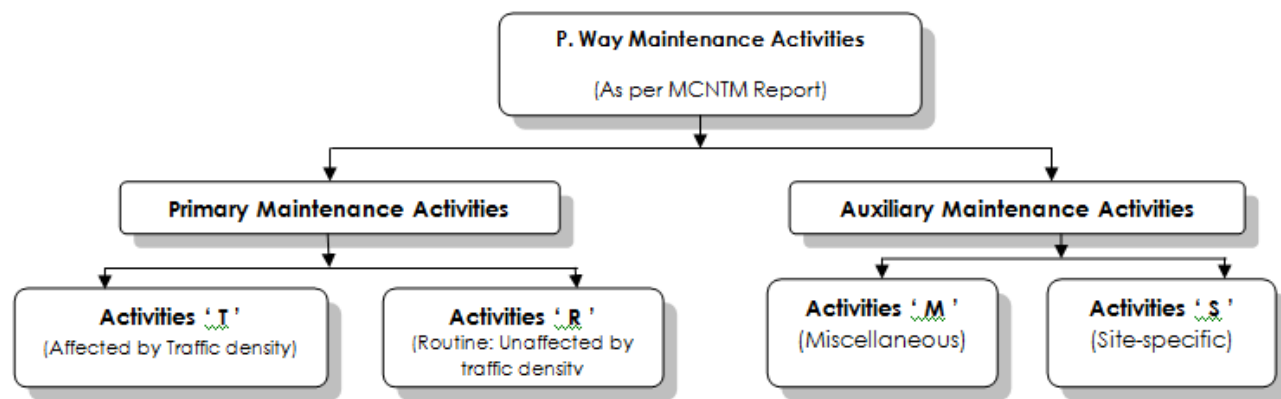 P. Way Maintenance Activities
(As per MCNTM Report)
Primary Maintenance Activities
Auxiliary Maintenance Activities
Activities ‘ T ’
(Affected by Traffic density)
Activities ‘ R ’
(Routine: Unaffected by
traffic density)
Activities ‘ M ’
(Miscellaneous)
Activities ‘ S ’
(Site-specific)